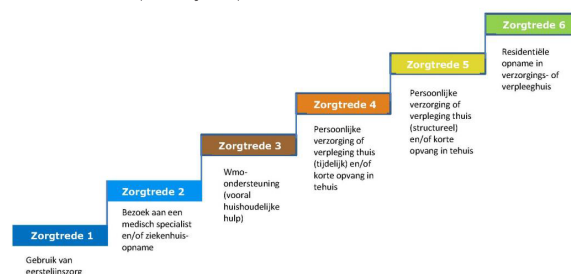 Zorgtrede 1
Gebruik van
eerstelijnszorg
Zorgtrede 2
Bezoek aan een
medisch specialist
en/of ziekenhuis-
opname
Zorgtrede 3
Wmo-
ondersteuning
(vooral
huishoudelijke
hulp)
Zorgtrede 4
Persoonlijke
verzorging of
verpleging thuis
(tijdelijk) en/of
korte opvang in
tehuis
Zorgtrede 5
Persoonlijke
verzorging of
verpleging thuis
(structureel)
en/of korte
opvang in tehuis
Zorgtrede 6
Residentiële
opname in
verzorgings- of
verpleeghuis